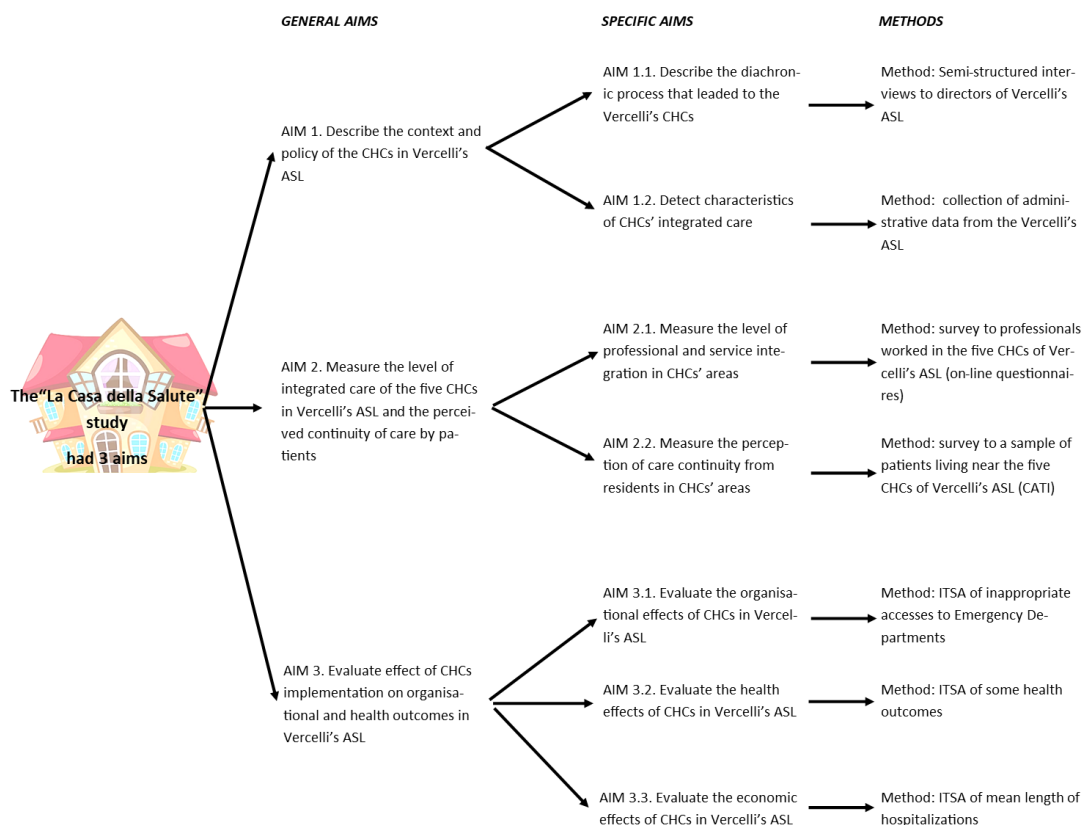 GENERAL AIMS
SPECIFIC AIMS
METHODS
The“La Casa della Salute”
study
had 3 aims
AIM 1. Describe the context and
policy of the CHCs in Vercelli’s
ASL
AIM 1.1. Describe the diachron-
ic process that led to the
Vercelli’s CHCs
Method: Semi-structured inter-
views to directors of Vercelli’s
ASL
AIM 1.2. Detect characteristics
of CHCs’ integrated care
Method:  collection of admini-
strative data from the Vercelli’s
ASL
AIM 2. Measure the level of
integrated care of the five CHCs
in Vercelli’s ASL and the percei-
ved continuity of care by pa-
tients
AIM 2.1. Measure the level of
professional and service inte-
gration in CHCs’ areas
Method: survey to professionals
worked in the five CHCs of Ver-
celli’s ASL (on-line questionnai-
res)
AIM 2.2. Measure the percep-
tion of care continuity from
residents in CHCs’ areas
Method: survey to a sample of
patients living near the five
CHCs of Vercelli’s ASL (CATI)
AIM 3. Evaluate effect of CHCs
implementation on organisa-
tional and health outcomes in
Vercelli’s ASL
AIM 3.1. Evaluate the organisa-
tional effects of CHCs in Vercel-
li’s ASL
Method: ITSA of inappropriate
accesses to Emergency De-
partments
AIM 3.2. Evaluate the health
effects of CHCs in Vercelli’s ASL
Method: ITSA of some health
outcomes
AIM 3.3. Evaluate the economic
effects of CHCs in Vercelli’s ASL
Method: ITSA of mean length of
hospitalizations